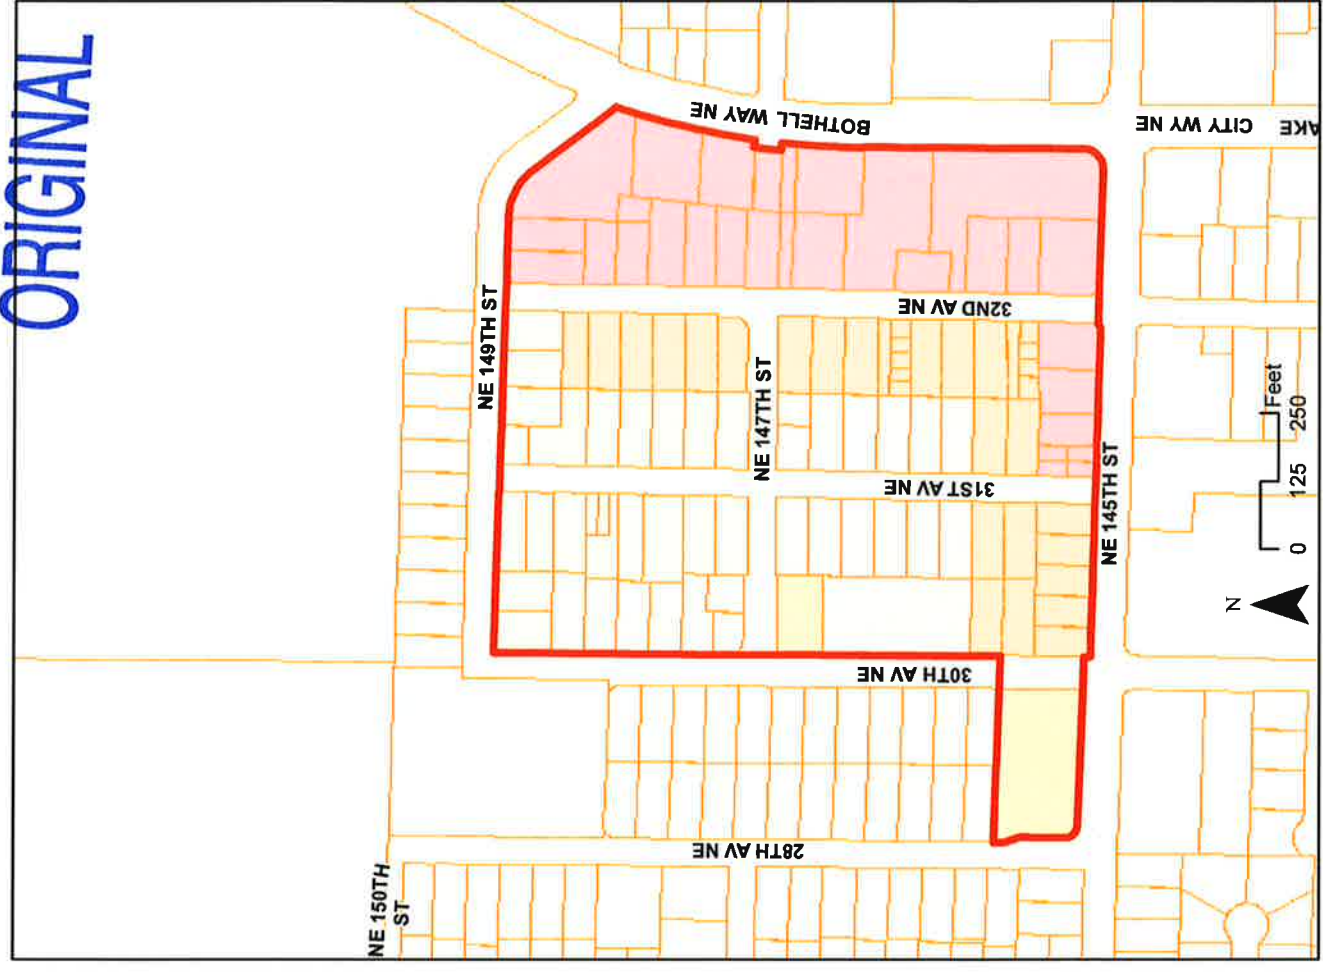 ORIGINAL
BOTHELL WAY NE
CITY WY NE
AKE
32ND AV NE
NE 149TH ST
NE 147TH ST
31ST AV NE
NE 145TH ST
Feet
0 125 250
N
30TH AV NE
28TH AV NE
NE 150TH
ST